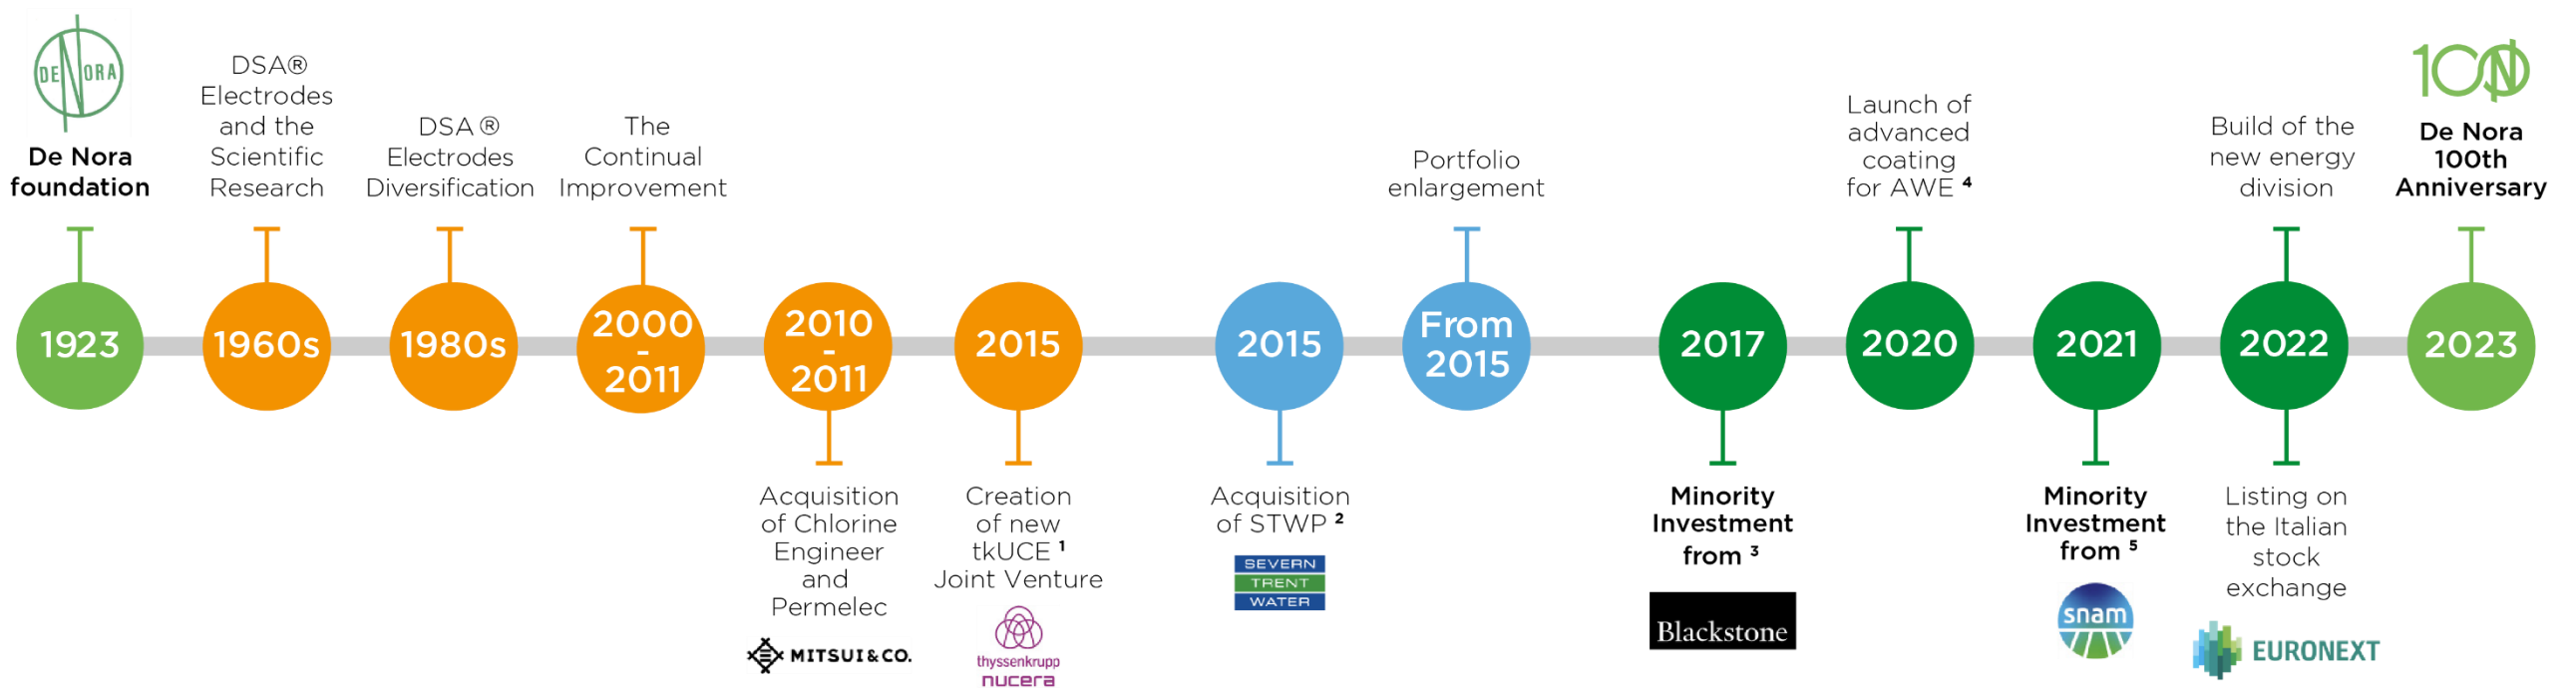 DE NORA
De Nora
foundation
1923
DSA®
Electrodes
and the
Scientific
Research
1960s
DSA ®
Electrodes
Diversification
1980s
The
Continual
Improvement
2000
-
2011
2010
-
2011
Acquisition
of Chlorine
Engineer
and
Permelec
MITSUI & CO.
2015
Creation
of new
tkUCE 1
Joint Venture
thyssenkrupp
nucera
2015
Acquisition
of STWP 2
SEVERN
TRENT
WATER
Portfolio
enlargement
From
2015
2017
Minority
Investment
from 3
Blackstone
Launch of
advanced
coating
for AWE 4
2020
2021
Minority
Investment
from 5
snam
Build of the
new energy
division
2022
Listing on
the Italian
stock
exchange
EURONEXT
100
De Nora
100th
Anniversary
2023